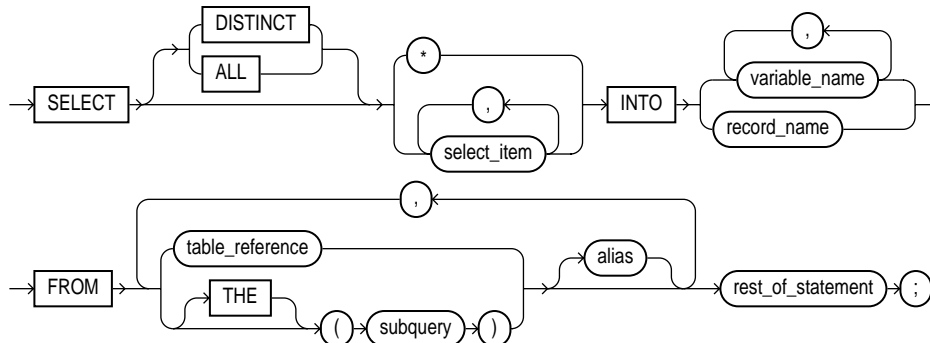 DISTINCT
ALL
SELECT
*
,
select_item
INTO
,
variable_name
record_name
,
FROM
table_reference
THE
( subquery )
alias
rest_of_statement ;